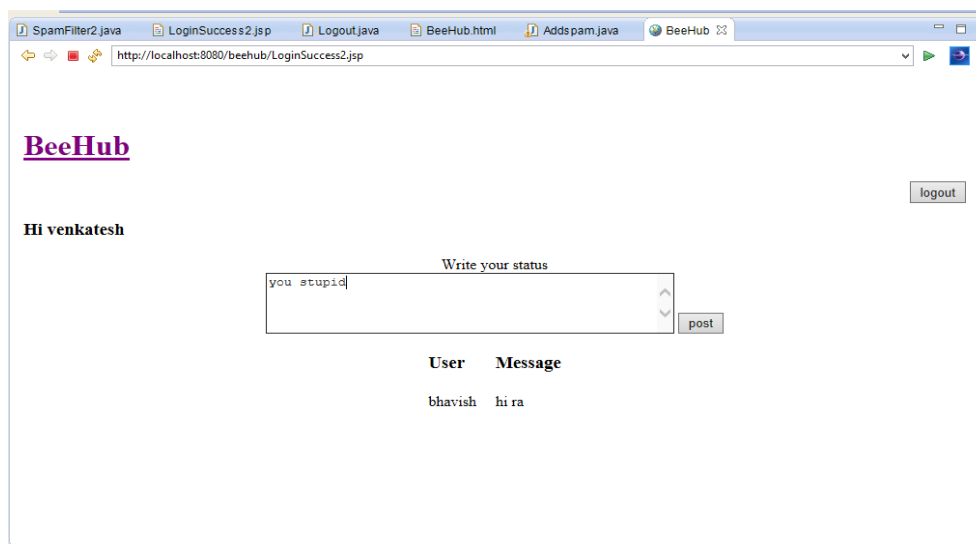 SpamFilter2.java LoginSuccess2.jsp Logout.java BeeHub.html Addspam.java BeeHub
http://localhost:8080/beehub/LoginSuccess2.jsp
BeeHub
logout
Hi venkatesh
Write your status
you stupid
post
User Message
bhavish hi ra